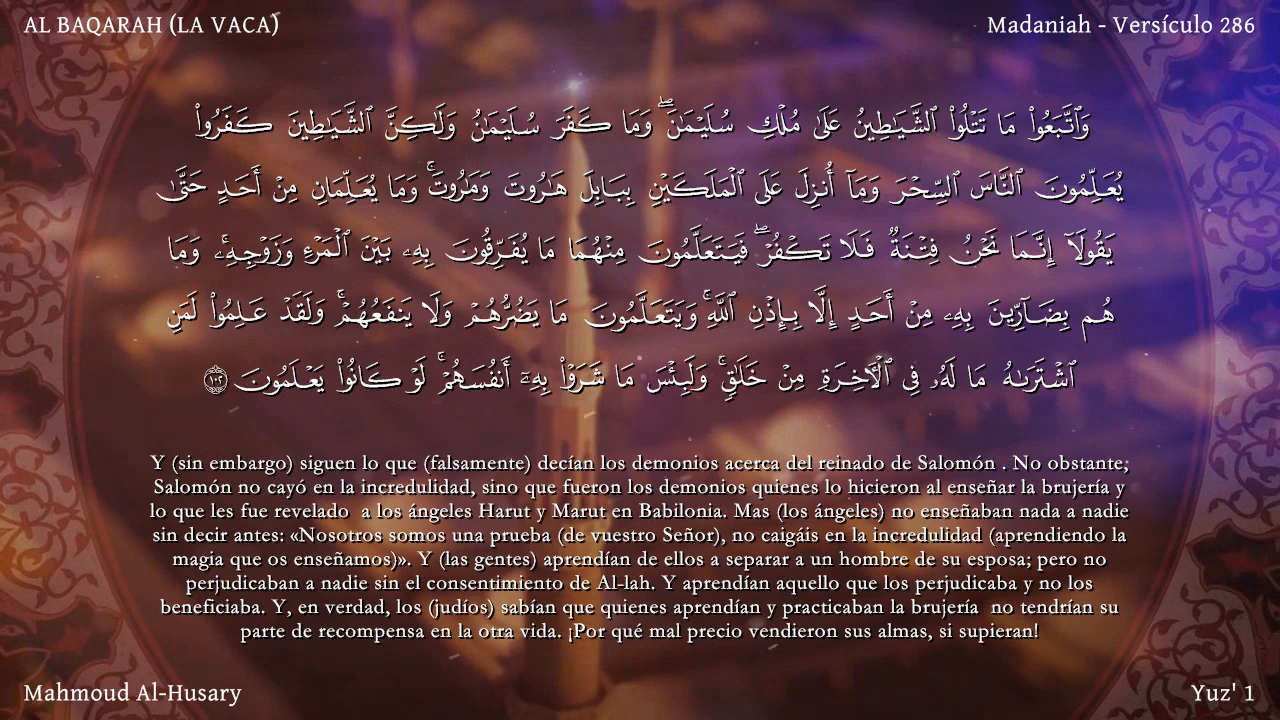 AL BAQARAH (LA VACA)
Madaniah - Versículo 286
وَٱتَّبَعُوا۟ مَا تَتْلُوا۟ ٱلشَّيَـٰطِينُ عَلَىٰ مُلْكِ سُلَيْمَـٰنَ ۖ وَمَا كَفَرَ سُلَيْمَـٰنُ وَلَـٰكِنَّ ٱلشَّيَـٰطِينَ كَفَرُوا۟
يُعَلِّمُونَ ٱلنَّاسَ ٱلسِّحْرَ وَمَآ أُنزِلَ عَلَى ٱلْمَلَكَيْنِ بِبَابِلَ هَـٰرُوتَ وَمَـٰرُوتَ ۚ وَمَا يُعَلِّمَانِ مِنْ أَحَدٍ حَتَّىٰ
يَقُولَآ إِنَّمَا نَحْنُ فِتْنَةٌ فَلَا تَكْفُرْ ۖ فَيَتَعَلَّمُونَ مِنْهُمَا مَا يُفَرِّقُونَ بِهِۦ بَيْنَ ٱلْمَرْءِ وَزَوْجِهِۦ ۚ وَمَا
هُم بِضَآرِّينَ بِهِۦ مِنْ أَحَدٍ إِلَّا بِإِذْنِ ٱللَّهِ ۚ وَيَتَعَلَّمُونَ مَا يَضُرُّهُمْ وَلَا يَنفَعُهُمْ ۚ وَلَقَدْ عَلِمُوا۟ لَمَنِ
ٱشْتَرَىٰهُ مَا لَهُۥ فِى ٱلْـَٔاخِرَةِ مِنْ خَلَـٰقٍ ۚ وَلَبِئْسَ مَا شَرَوْا۟ بِهِۦٓ أَنفُسَهُمْ ۚ لَوْ كَانُوا۟ يَعْلَمُونَ ١٠٢
Y (sin embargo) siguen lo que (falsamente) decían los demonios acerca del reinado de Salomón . No obstante,
Salomón no cayó en la incredulidad, sino que fueron los demonios quienes lo hicieron al enseñar la brujería y
lo que les fue revelado  a los ángeles Harut y Marut en Babilonia. Mas (los ángeles) no enseñaban nada a nadie
sin decir antes: «Nosotros somos una prueba (de vuestro Señor), no caigáis en la incredulidad (aprendiendo la
magia que os enseñamos)». Y (las gentes) aprendían de ellos a separar a un hombre de su esposa; pero no
perjudicaban a nadie sin el consentimiento de Al-lah. Y aprendían aquello que los perjudicaba y no los
beneficiaba. Y, en verdad, los (judíos) sabían que quienes aprendían y practicaban la brujería  no tendrían su
parte de recompensa en la otra vida. ¡Por qué mal precio vendieron sus almas, si supieran!
Mahmoud Al-Husary
Yuz' 1